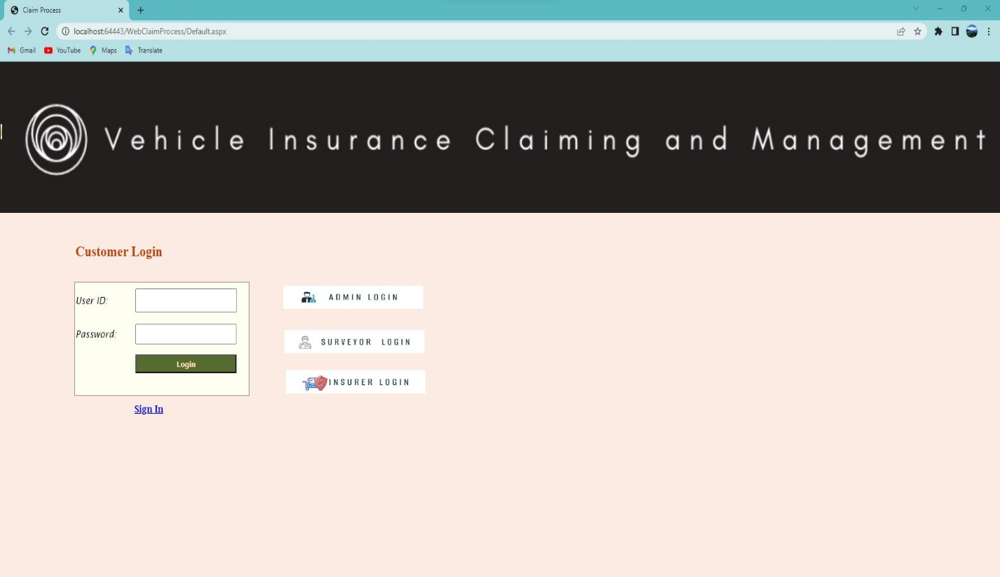 Claim Process
localhost:64443/WebClaimProcess/Default.aspx
Gmail YouTube Maps Translate
Vehicle Insurance Claiming and Management
Customer Login
User ID:
Password:
Login
Sign In
ADMIN LOGIN
SURVEYOR LOGIN
INSURER LOGIN